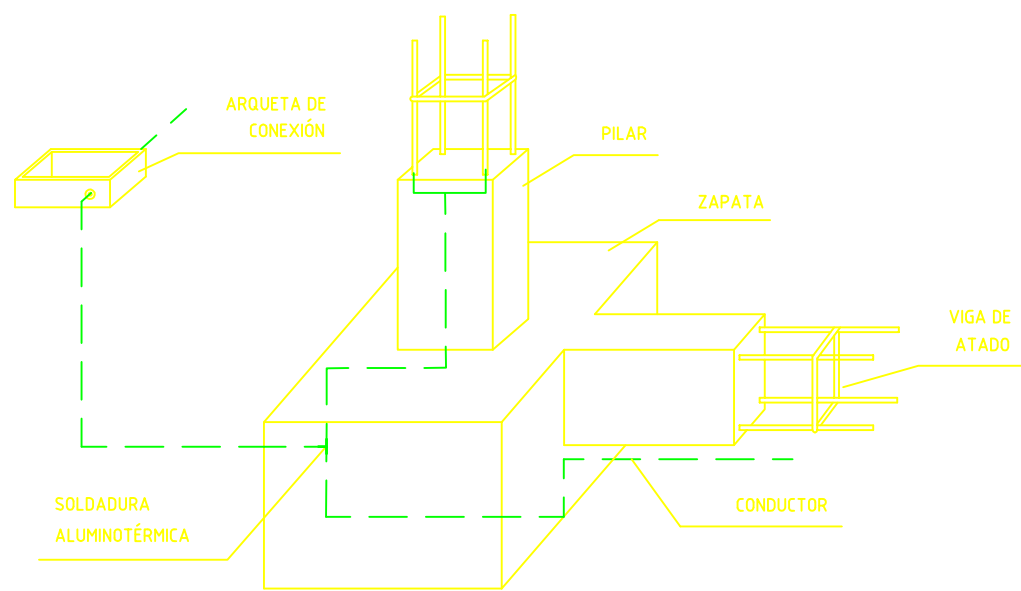 ARQUETA DE
CONEXIÓN
PILAR
ZAPATA
VIGA DE
ATADO
SOLDADURA
ALUMINOTÉRMICA
CONDUCTOR